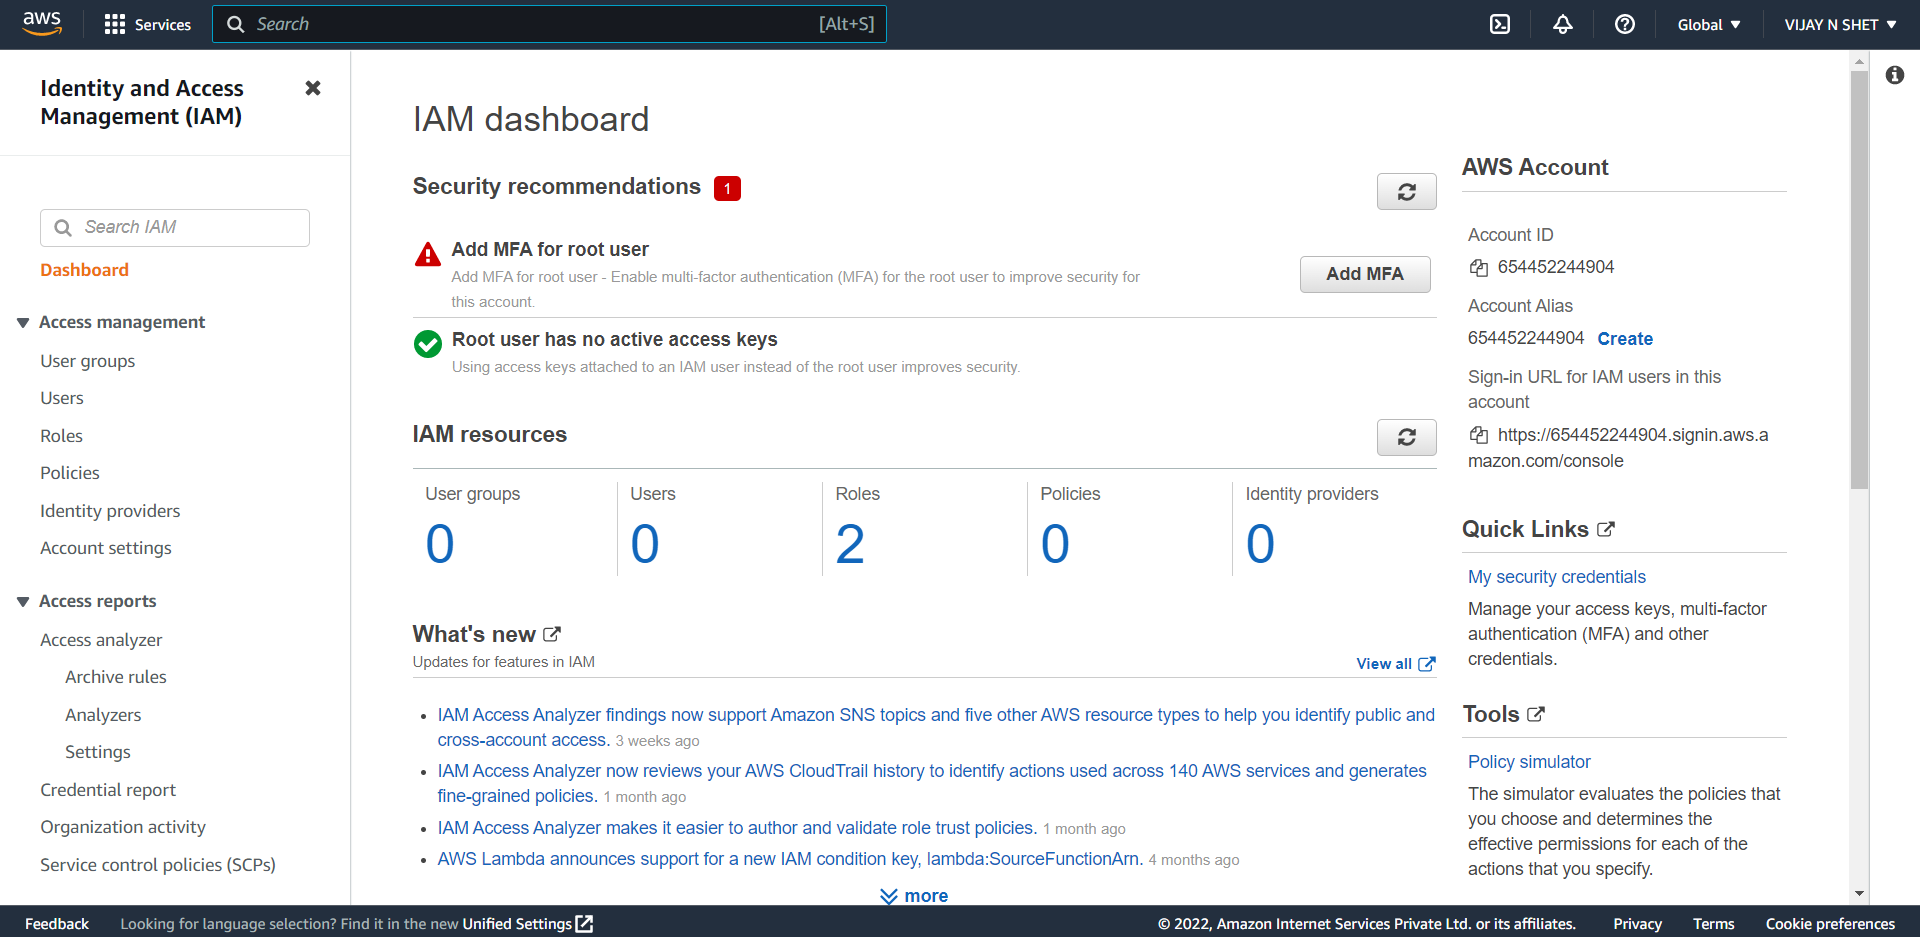 aws
Services
Search
[Alt+S]
Global
VIJAY N SHET
Identity and Access
Management (IAM)
Search IAM
Dashboard
Access management
User groups
Users
Roles
Policies
Identity providers
Account settings
Access reports
Access analyzer
Archive rules
Analyzers
Settings
Credential report
Organization activity
Service control policies (SCPs)
IAM dashboard
Security recommendations 1
Add MFA for root user
Add MFA for root user - Enable multi-factor authentication (MFA) for the root user to improve security for
this account.
Add MFA
Root user has no active access keys
Using access keys attached to an IAM user instead of the root user improves security.
IAM resources
User groups
0
Users
0
Roles
2
Policies
0
Identity providers
0
What's new
Updates for features in IAM
View all
• IAM Access Analyzer findings now support Amazon SNS topics and five other AWS resource types to help you identify public and
cross-account access. 3 weeks ago
• IAM Access Analyzer now reviews your AWS CloudTrail history to identify actions used across 140 AWS services and generates
fine-grained policies. 1 month ago
• IAM Access Analyzer makes it easier to author and validate role trust policies. 1 month ago
• AWS Lambda announces support for a new IAM condition key, lambda:SourceFunctionArn. 4 months ago
more
AWS Account
Account ID
654452244904
Account Alias
654452244904 Create
Sign-in URL for IAM users in this
account
https://654452244904.signin.aws.a
mazon.com/console
Quick Links
My security credentials
Manage your access keys, multi-factor
authentication (MFA) and other
credentials.
Tools
Policy simulator
The simulator evaluates the policies that
you choose and determines the
effective permissions for each of the
actions that you specify.
Feedback
Looking for language selection? Find it in the new Unified Settings
© 2022, Amazon Internet Services Private Ltd. or its affiliates.
Privacy
Terms
Cookie preferences